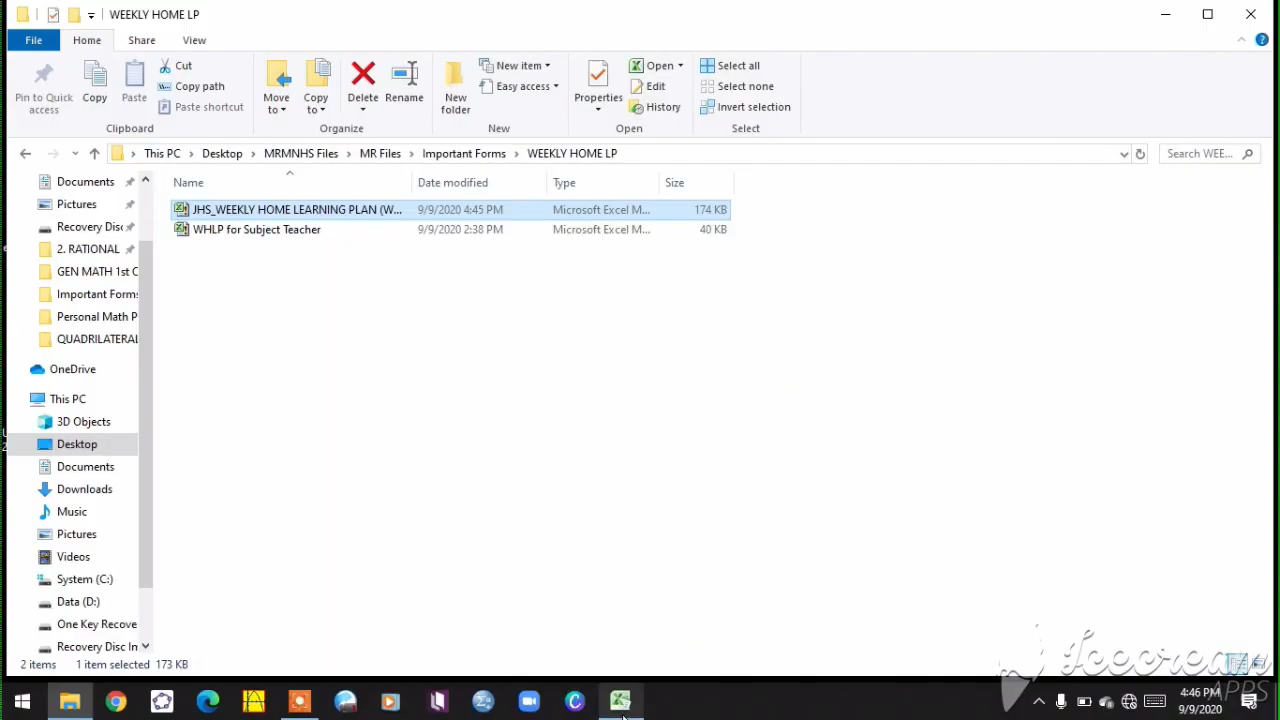 WEEKLY HOME LP
File Home Share View
Pin to Quick access
Copy
Paste
Cut
Copy path
Paste shortcut
Clipboard
Move to
Copy to
Delete
Rename
Organize
New folder
New item
Easy access
New
Properties
Open
Edit
History
Open
Select all
Select none
Invert selection
Select
This PC > Desktop > MRMNHS Files > MR Files > Important Forms > WEEKLY HOME LP
Search WEE...
Name Date modified Type Size
JHS_WEEKLY HOME LEARNING PLAN (W... 9/9/2020 4:45 PM Microsoft Excel M... 174 KB
WHLP for Subject Teacher 9/9/2020 2:38 PM Microsoft Excel M... 40 KB
Documents
Pictures
Recovery Disc
2. RATIONAL
GEN MATH 1st
Important Forms
Personal Math P
QUADRILATERAL
OneDrive
This PC
3D Objects
Desktop
Documents
Downloads
Music
Pictures
Videos
System (C:)
Data (D:)
One Key Recove
Recovery Disc
2 items 1 item selected 173 KB
Icecream
APPS
4:46 PM
9/9/2020